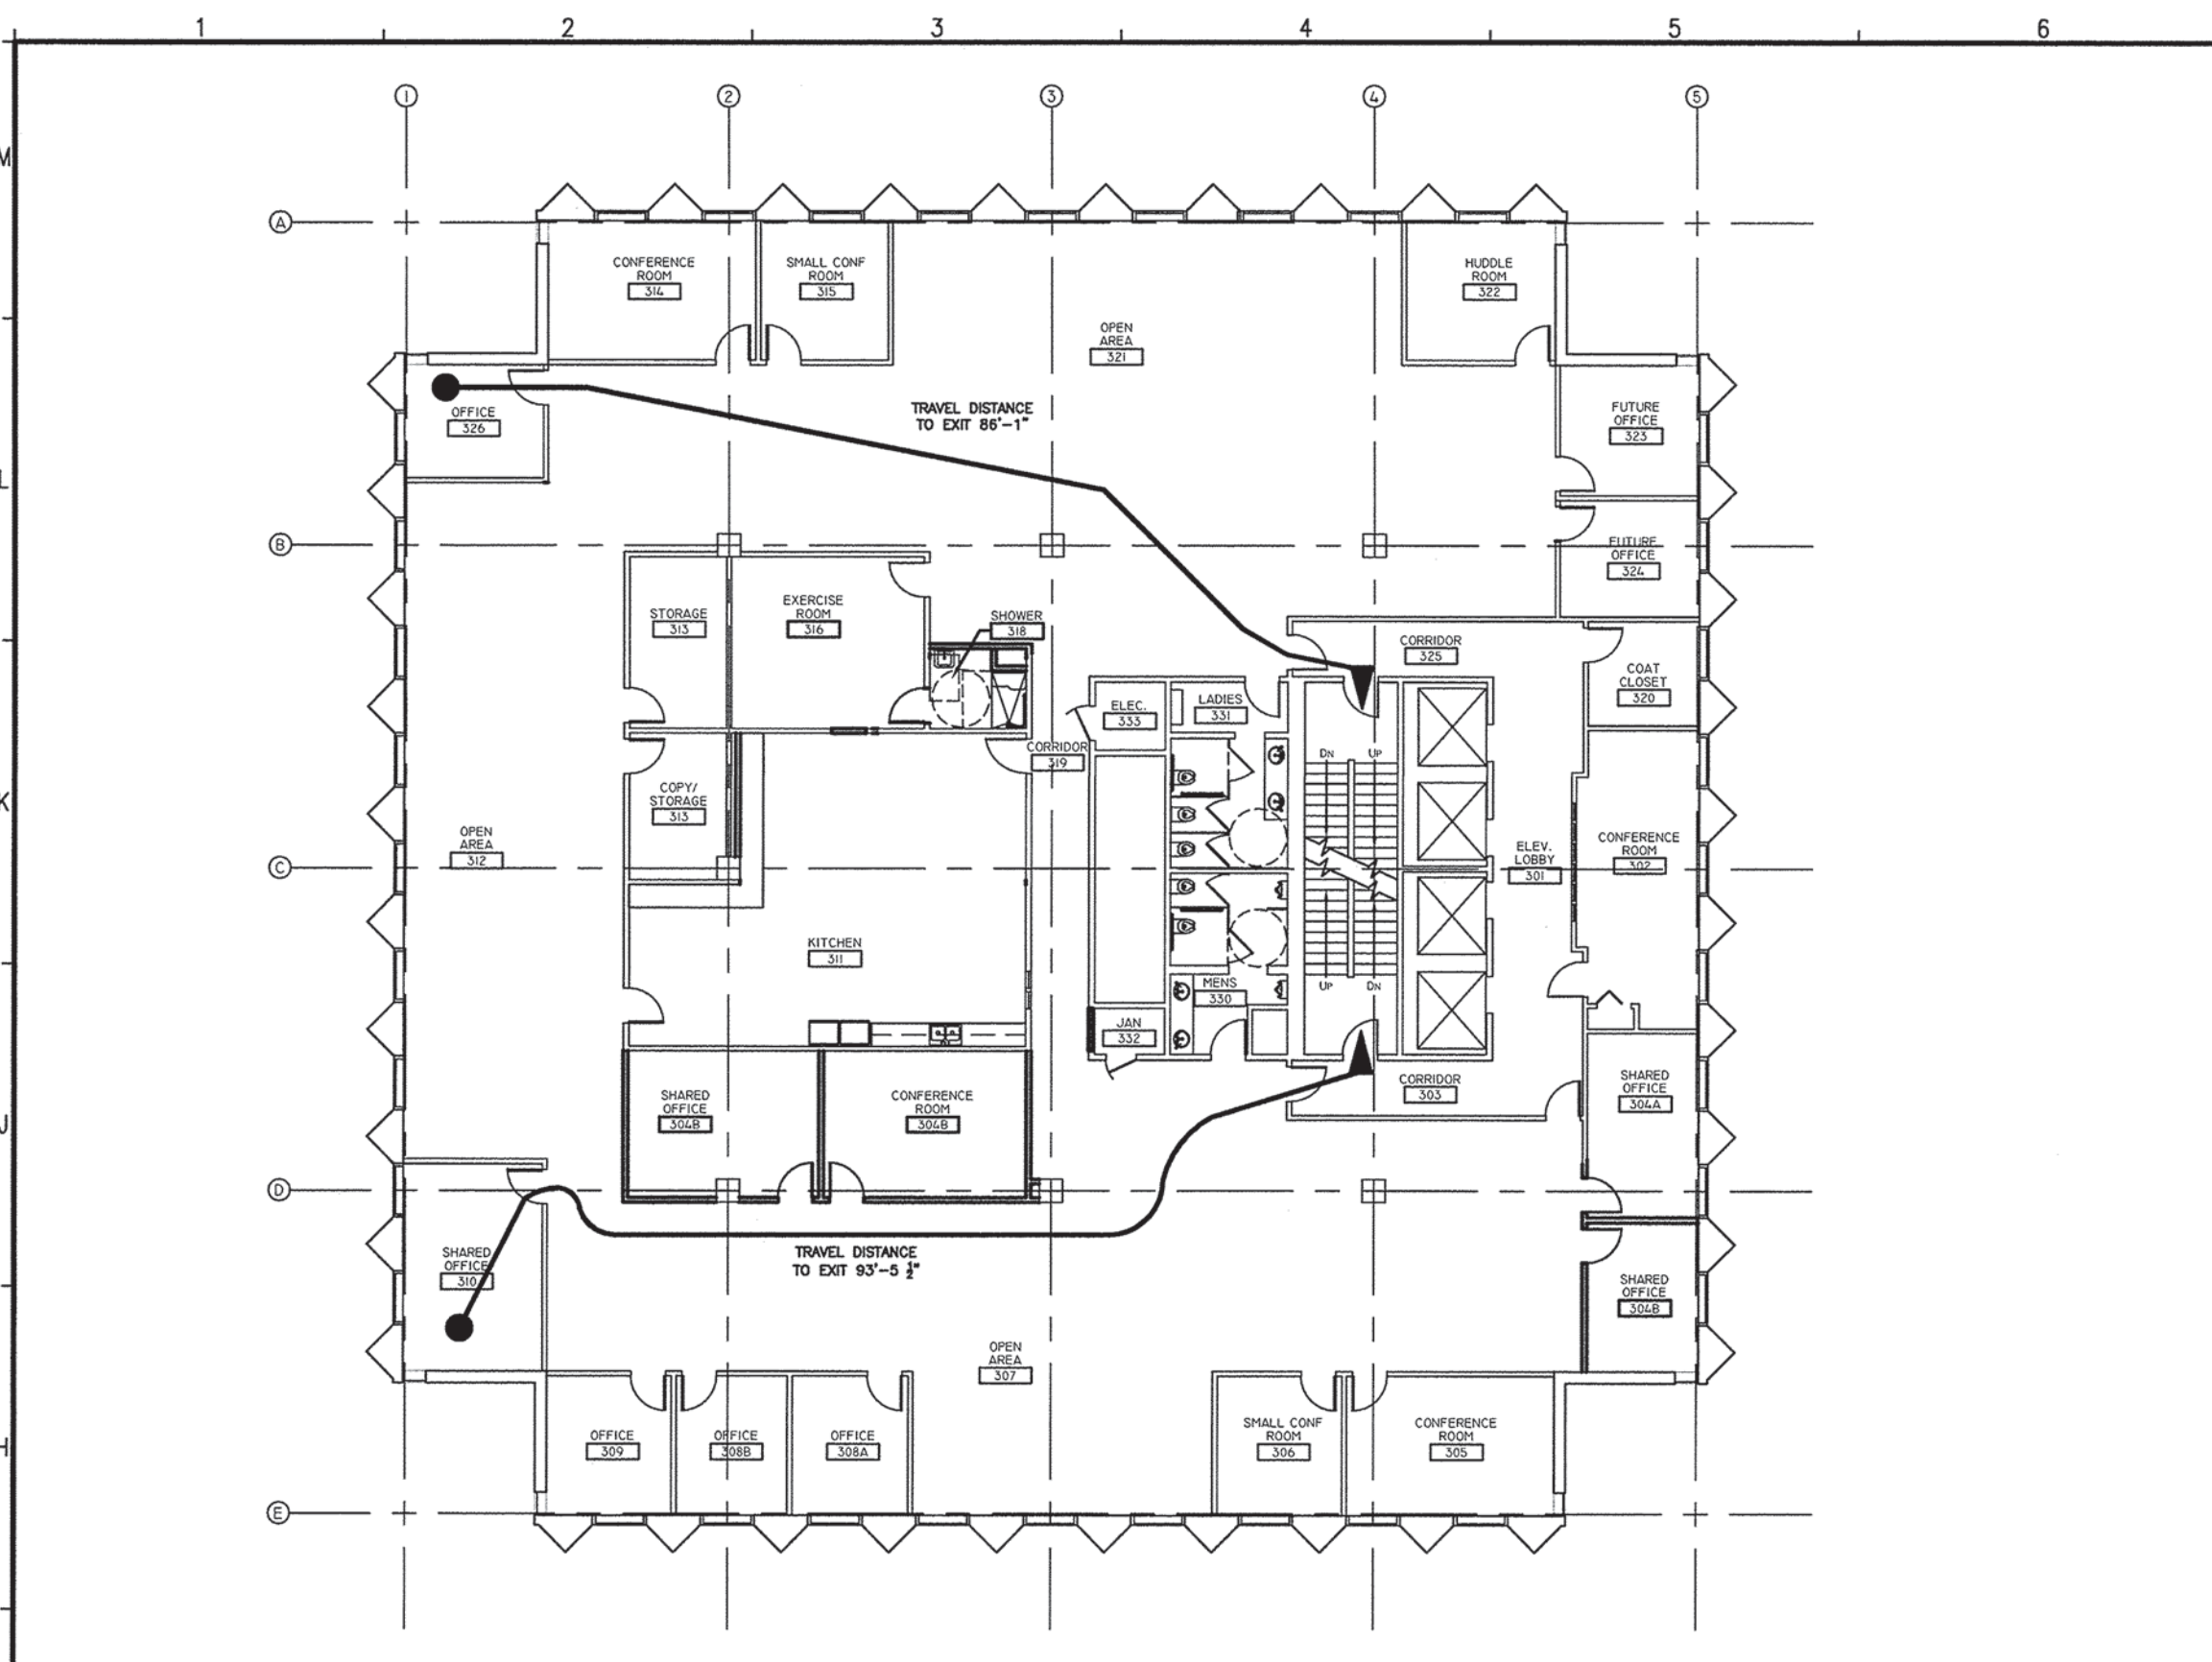 1
2
3
4
5
6
1
2
3
4
5
M
A
CONFERENCE
ROOM
314
SMALL CONF
ROOM
315
HUDDLE
ROOM
322
OPEN
AREA
321
OFFICE
326
TRAVEL DISTANCE
TO EXIT 86'-1"
FUTURE
OFFICE
323
L
B
FUTURE
OFFICE
324
STORAGE
313
EXERCISE
ROOM
316
SHOWER
318
CORRIDOR
325
COAT
CLOSET
320
ELEC.
333
LADIES
331
CORRIDOR
319
DN
UP
COPY/
STORAGE
313
K
OPEN
AREA
312
C
ELEV.
LOBBY
301
CONFERENCE
ROOM
302
KITCHEN
311
MENS
330
UP
DN
JAN
332
CORRIDOR
303
SHARED
OFFICE
304A
SHARED
OFFICE
304B
CONFERENCE
ROOM
304B
J
D
SHARED
OFFICE
310
TRAVEL DISTANCE
TO EXIT 93'-5 1/2"
SHARED
OFFICE
304B
OPEN
AREA
307
H
OFFICE
309
OFFICE
308B
OFFICE
308A
SMALL CONF
ROOM
306
CONFERENCE
ROOM
305
E